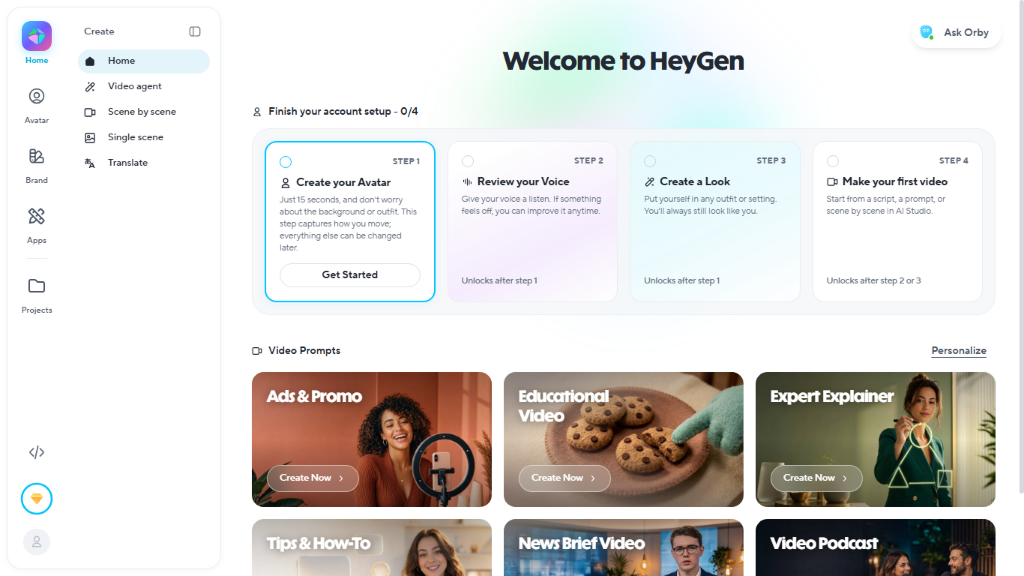 Home
Avatar
Brand
Apps
Projects
Create
Home
Video agent
Scene by scene
Single scene
Translate
Ask Orby
Welcome to HeyGen
Finish your account setup - 0/4
STEP 1
Create your Avatar
Just 15 seconds, and don't worry
about the background or outfit. This
step captures how you move;
everything else can be changed
later.
Get Started
STEP 2
Review your Voice
Give your voice a listen. If something
feels off, you can improve it anytime.
Unlocks after step 1
STEP 3
Create a Look
Put yourself in any outfit or setting.
You'll always still look like you.
Unlocks after step 1
STEP 4
Make your first video
Start from a script, a prompt, or
scene by scene in AI Studio.
Unlocks after step 2 or 3
Video Prompts
Personalize
Ads & Promo
Create Now
Educational
Video
Create Now
Expert Explainer
Create Now
Tips & How-To
News Brief Video
Video Podcast